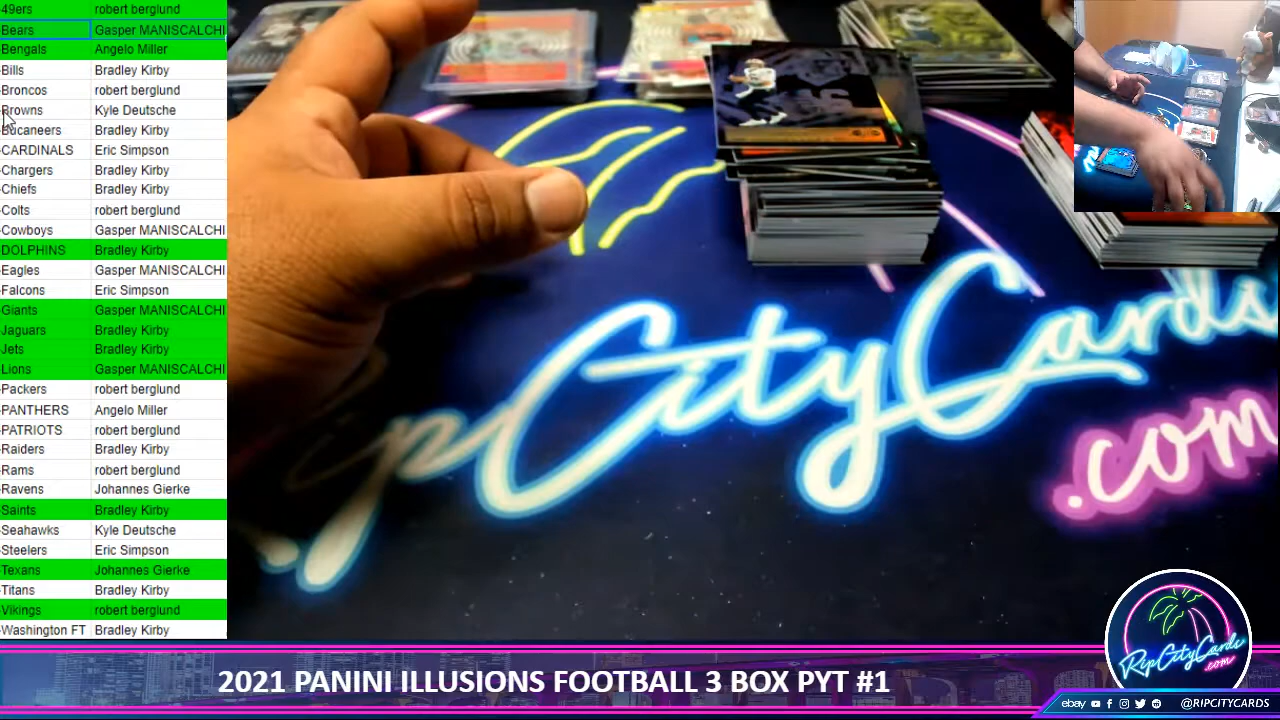 -49ers robert berglund
-Bears Gasper MANISCALCHI
-Bengals Angelo Miller
-Bills Bradley Kirby
-Broncos robert berglund
-Browns Kyle Deutsche
-Bucaneers Bradley Kirby
-CARDINALS Eric Simpson
-Chargers Bradley Kirby
-Chiefs Bradley Kirby
-Colts robert berglund
-Cowboys Gasper MANISCALCHI
-DOLPHINS Bradley Kirby
-Eagles Gasper MANISCALCHI
-Falcons Eric Simpson
-Giants Gasper MANISCALCHI
-Jaguars Bradley Kirby
-Jets Bradley Kirby
-Lions Gasper MANISCALCHI
-Packers robert berglund
-PANTHERS Angelo Miller
-PATRIOTS robert berglund
-Raiders Bradley Kirby
-Rams robert berglund
-Ravens Johannes Gierke
-Saints Bradley Kirby
-Seahawks Kyle Deutsche
-Steelers Eric Simpson
-Texans Johannes Gierke
-Titans Bradley Kirby
-Vikings robert berglund
-Washington FT Bradley Kirby
ipCityCards
.com
RipCityCards
.com
2021 PANINI ILLUSIONS FOOTBALL 3 BOX PYT #1
ebay @RIPCITYCARDS